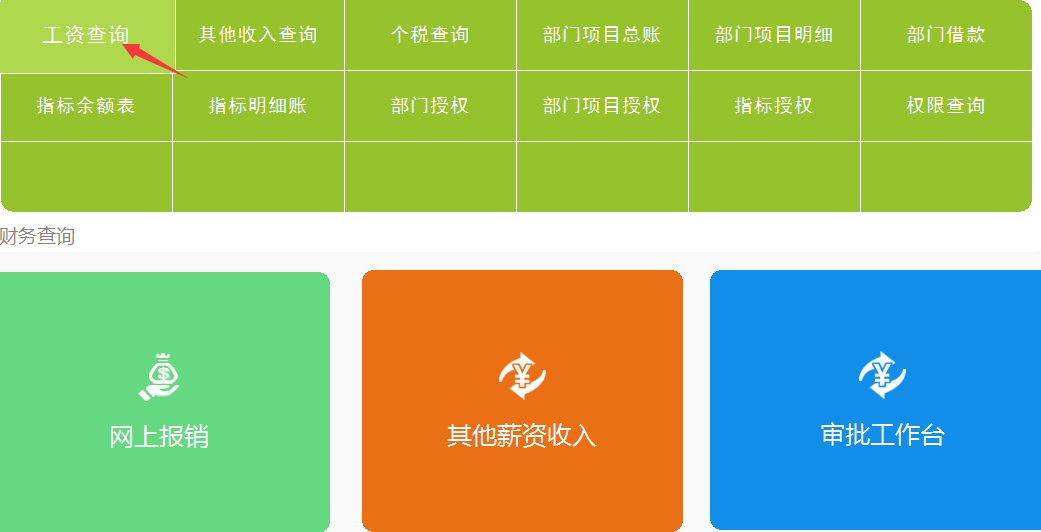 工资查询 其他收入查询 个税查询 部门项目总账 部门项目明细 部门借款
指标余额表 指标明细账 部门授权 部门项目授权 指标授权 权限查询
财务查询
网上报销 其他薪资收入 审批工作台